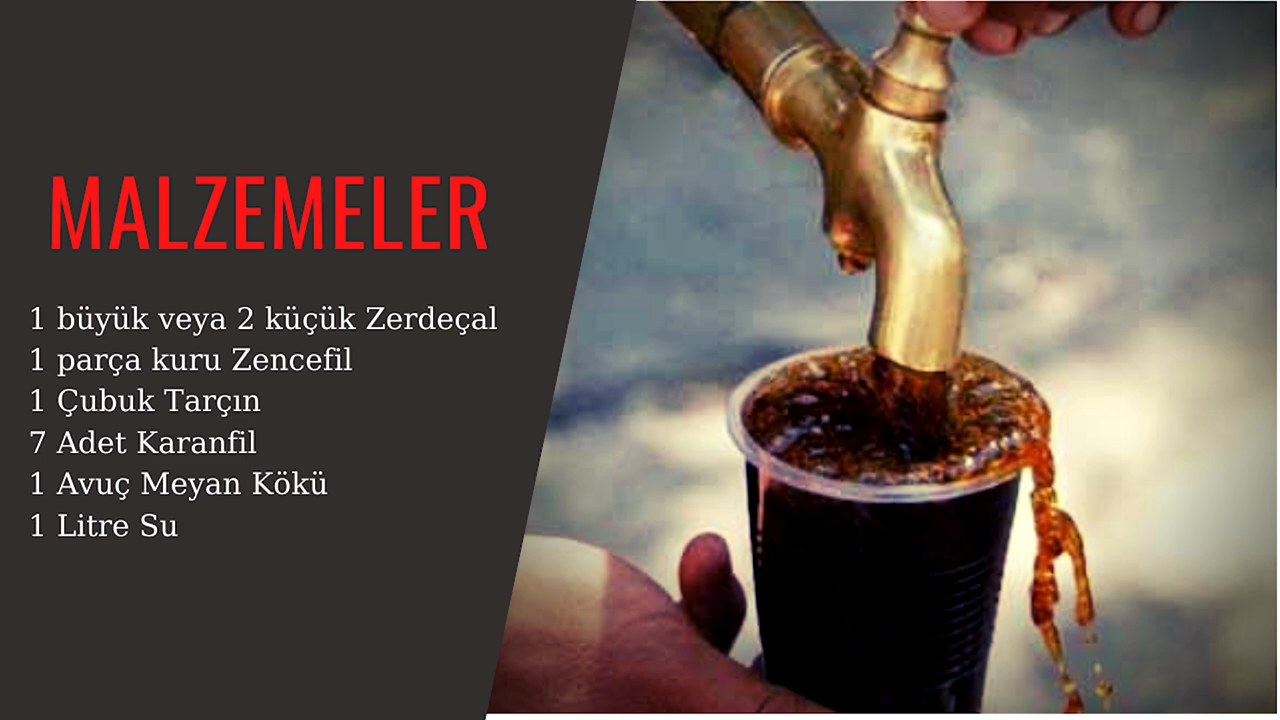 MALZEMELER
1 büyük veya 2 küçük Zerdeçal
1 parça kuru Zencefil
1 Çubuk Tarçın
7 Adet Karanfil
1 Avuç Meyan Kökü
1 Litre Su